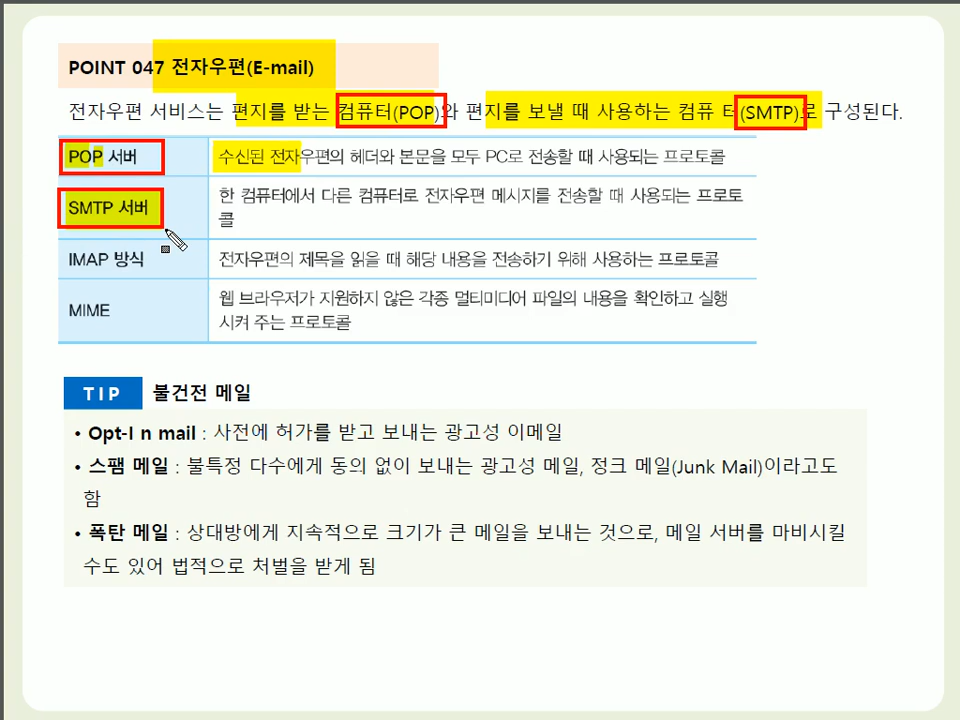 POINT 047 전자우편(E-mail)
전자우편 서비스는 편지를 받는 컴퓨터(POP)와 편지를 보낼 때 사용하는 컴퓨 터(SMTP)로 구성된다.
POP 서버 수신된 전자우편의 헤더와 본문을 모두 PC로 전송할 때 사용되는 프로토콜
SMTP 서버 한 컴퓨터에서 다른 컴퓨터로 전자우편 메시지를 전송할 때 사용되는 프로토
콜
IMAP 방식 전자우편의 제목을 읽을 때 해당 내용을 전송하기 위해 사용하는 프로토콜
MIME 웹 브라우저가 지원하지 않은 각종 멀티미디어 파일의 내용을 확인하고 실행
시켜 주는 프로토콜
TIP 불건전 메일
• Opt-I n mail : 사전에 허가를 받고 보내는 광고성 이메일
• 스팸 메일 : 불특정 다수에게 동의 없이 보내는 광고성 메일, 정크 메일(Junk Mail)이라고도
함
• 폭탄 메일 : 상대방에게 지속적으로 크기가 큰 메일을 보내는 것으로, 메일 서버를 마비시킬
수도 있어 법적으로 처벌을 받게 됨